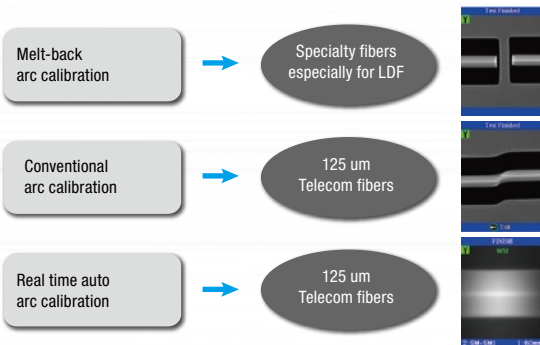 Melt-back
arc calibration
Specialty fibers
especially for LDF
Test Finished
Y
Conventional
arc calibration
125 um
Telecom fibers
Test Finished
Y
Exit
Real time auto
arc calibration
125 um
Telecom fibers
FINISH
Y